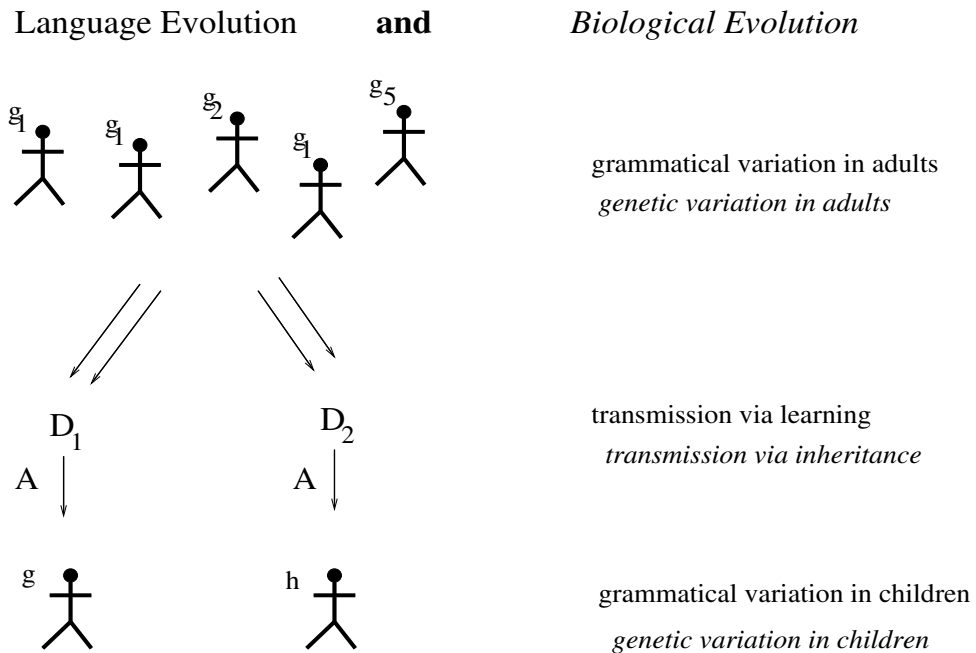 Language Evolution and Biological Evolution
g1 g1 g2 g1 g5
grammatical variation in adults
genetic variation in adults
D1 D2
transmission via learning
transmission via inheritance
A A
g h
grammatical variation in children
genetic variation in children